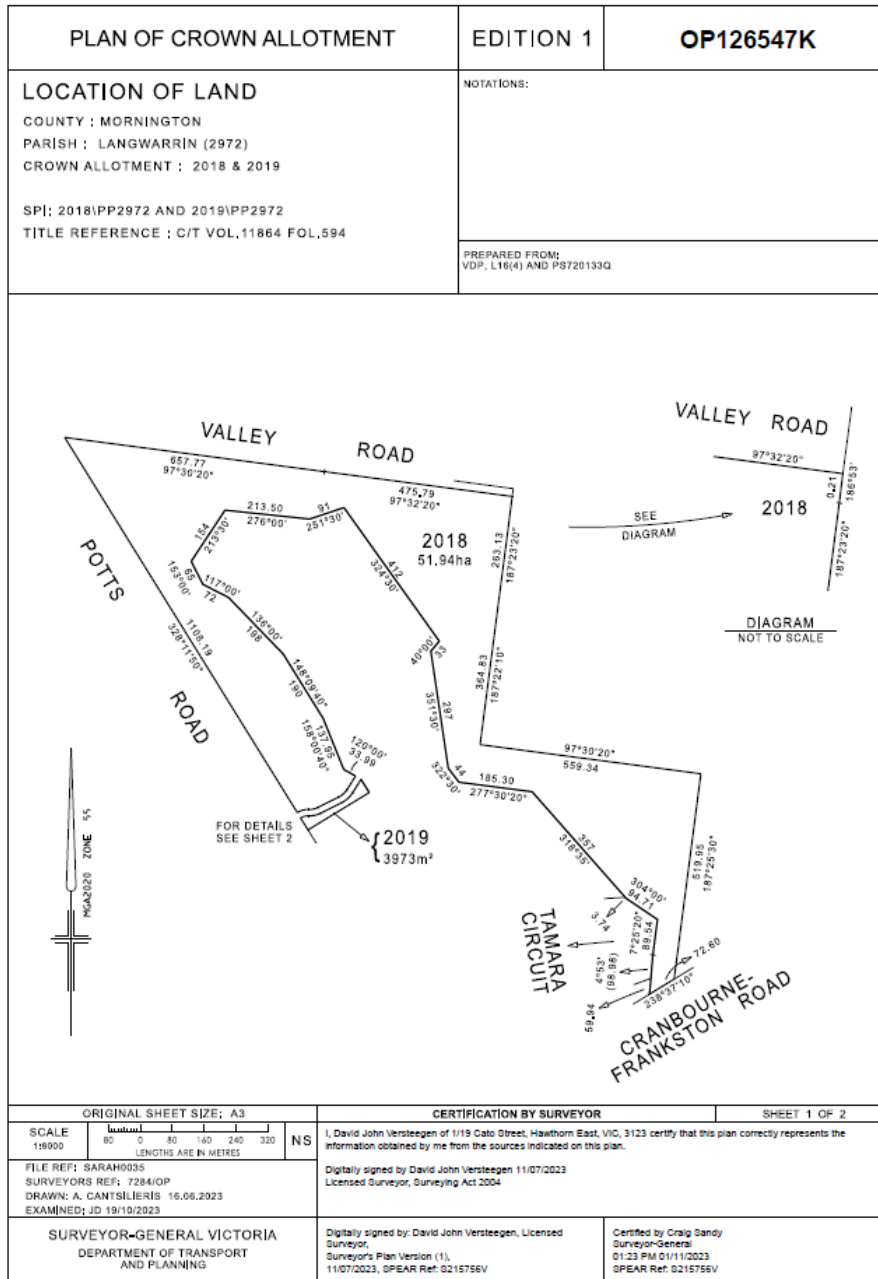 PLAN OF CROWN ALLOTMENT
EDITION 1
OP126547K
LOCATION OF LAND
COUNTY : MORNINGTON
PARISH : LANGWARRIN (2972)
CROWN ALLOTMENT : 2018 & 2019
SPI: 2018\PP2972 AND 2019\PP2972
TITLE REFERENCE : C/T VOL.11864 FOL.594
NOTATIONS:
PREPARED FROM:
VDP, L16(4) AND PS720133Q
VALLEY ROAD
657.77
97°30'20"
475.79
97°32'20"
213.50
276°00'
91
251°30'
154
213°30'
65
153°00'
117°00'
72
136°00'
198
148°09'40"
190
137.95
158°00'40"
120°00'
33.99
POTTS
ROAD
1108.19
328°11'50"
2018
51.94ha
412
324°30'
40°00'
33
297
351°30'
44
322°30'
185.30
277°30'20"
263.13
187°23'20"
364.83
187°22'10"
97°30'20"
559.34
519.95
187°25'30"
357
318°35'
304°00'
94.71
3.74
7°25'20"
89.54
4°53'
(98.98)
59.94
72.60
238°37'10"
TAMARA
CIRCUIT
CRANBOURNE-
FRANKSTON ROAD
FOR DETAILS
SEE SHEET 2
2019
3973m²
MGA2020 ZONE 55
SEE
DIAGRAM
VALLEY ROAD
97°32'20"
0.21
186°53'
2018
187°23'20"
DIAGRAM
NOT TO SCALE
ORIGINAL SHEET SIZE: A3
SCALE
1:8000
80 0 80 160 240 320
LENGTHS ARE IN METRES
NS
FILE REF: SARAH0035
SURVEYORS REF: 7284/OP
DRAWN: A. CANTSILIERIS 16.06.2023
EXAMINED: JD 19/10/2023
SURVEYOR-GENERAL VICTORIA
DEPARTMENT OF TRANSPORT
AND PLANNING
CERTIFICATION BY SURVEYOR
SHEET 1 OF 2
I, David John Versteegen of 1/19 Cato Street, Hawthorn East, VIC, 3123 certify that this plan correctly represents the
information obtained by me from the sources indicated on this plan.
Digitally signed by David John Versteegen 11/07/2023
Licensed Surveyor, Surveying Act 2004
Digitally signed by: David John Versteegen, Licensed
Surveyor,
Surveyor's Plan Version (1),
11/07/2023, SPEAR Ref: S215756V
Certified by Craig Sandy
Surveyor-General
01:23 PM 01/11/2023
SPEAR Ref: S215756V